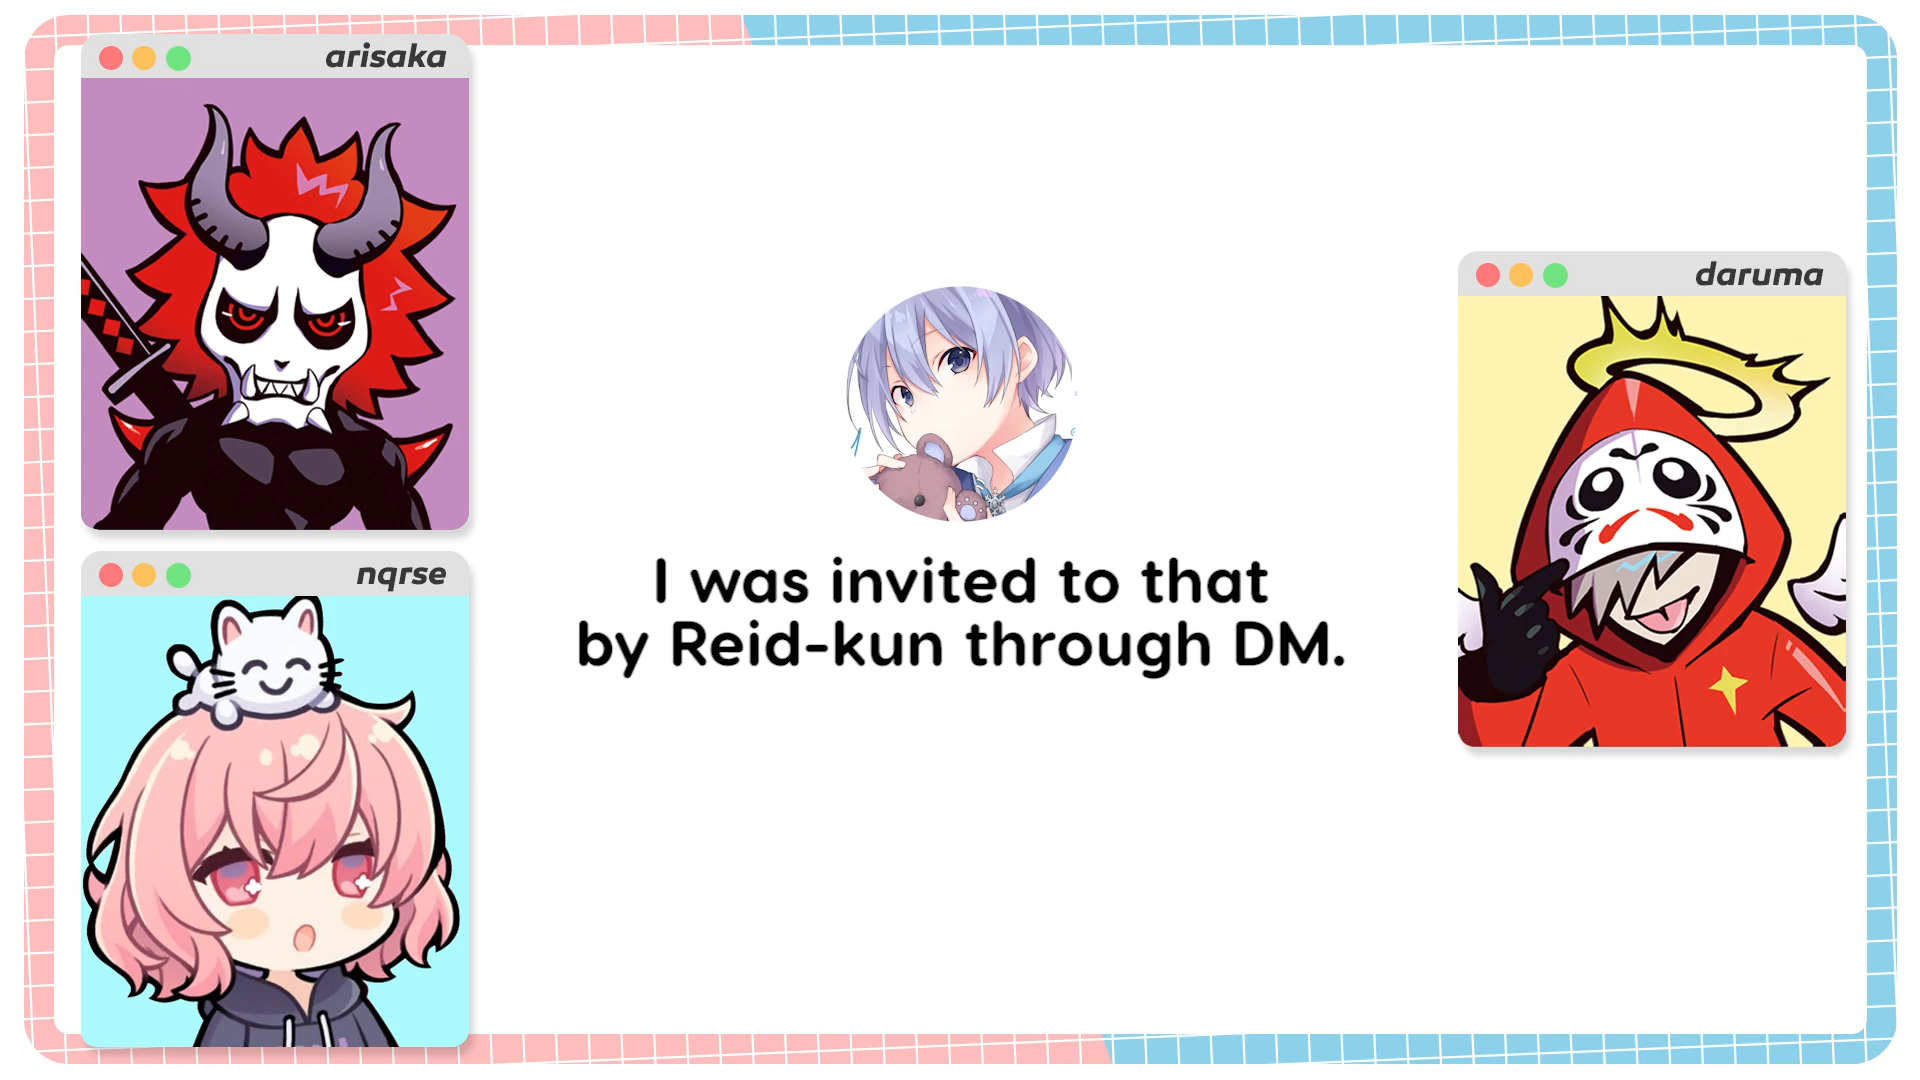 arisaka
nqrse
I was invited to that
by Reid-kun through DM.
daruma